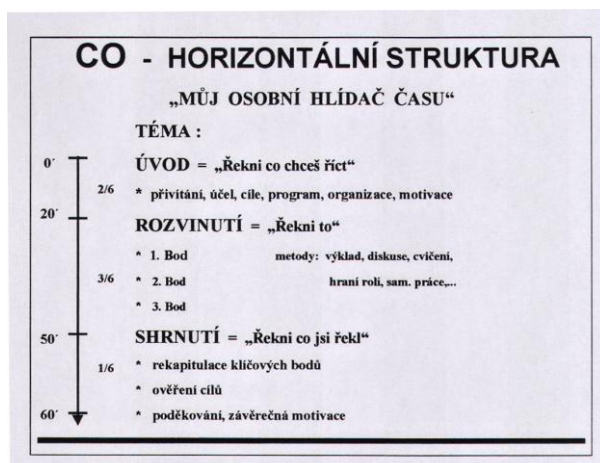 CO - HORIZONTÁLNÍ STRUKTURA
„MŮJ OSOBNÍ HLÍDAČ ČASU“
TÉMA :
0´ ÚVOD = „Řekni co chceš říct“
2/6 * přivítání, účel, cíle, program, organizace, motivace
20´ ROZVINUTÍ = „Řekni to“
* 1. Bod metody: výklad, diskuse, cvičení,
3/6 * 2. Bod hraní rolí, sam. práce,...
* 3. Bod
50´ SHRNUTÍ = „Řekni co jsi řekl“
1/6 * rekapitulace klíčových bodů
* ověření cílů
60´ * poděkování, závěrečná motivace